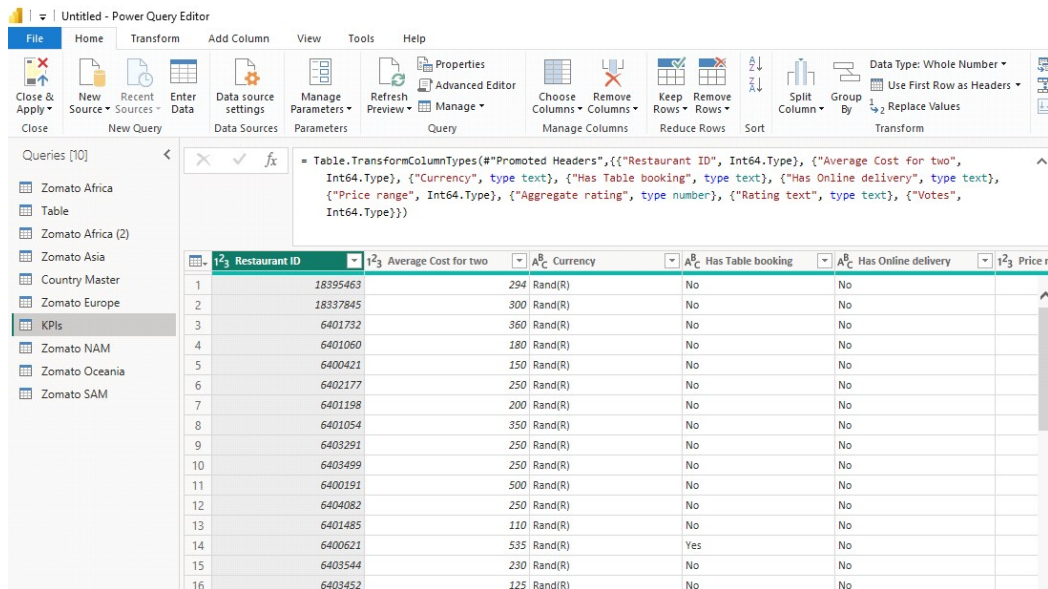 Untitled - Power Query Editor
File Home Transform Add Column View Tools Help
Close & Apply New Source Recent Sources Enter Data Data source settings Manage Parameters Refresh Preview Properties Advanced Editor Manage Choose Columns Remove Columns Keep Rows Remove Rows Split Column Group By Data Type: Whole Number Use First Row as Headers Replace Values
Close New Query Data Sources Parameters Query Manage Columns Reduce Rows Sort Transform
Queries [10]
Zomato Africa
Table
Zomato Africa (2)
Zomato Asia
Country Master
Zomato Europe
KPIs
Zomato NAM
Zomato Oceania
Zomato SAM
fx
= Table.TransformColumnTypes(#"Promoted Headers",{{"Restaurant ID", Int64.Type}, {"Average Cost for two",
Int64.Type}, {"Currency", type text}, {"Has Table booking", type text}, {"Has Online delivery", type text},
{"Price range", Int64.Type}, {"Aggregate rating", type number}, {"Rating text", type text}, {"Votes",
Int64.Type}})
123 Restaurant ID 123 Average Cost for two ABC Currency ABC Has Table booking ABC Has Online delivery 123 Price
1 18395463 294 Rand(R) No No
2 18337845 300 Rand(R) No No
3 6401732 360 Rand(R) No No
4 6401060 180 Rand(R) No No
5 6400421 150 Rand(R) No No
6 6402177 250 Rand(R) No No
7 6401198 200 Rand(R) No No
8 6401054 350 Rand(R) No No
9 6403291 250 Rand(R) No No
10 6403499 250 Rand(R) No No
11 6400191 500 Rand(R) No No
12 6404082 250 Rand(R) No No
13 6401485 110 Rand(R) No No
14 6400621 535 Rand(R) Yes No
15 6403544 230 Rand(R) No No
16 6403452 125 Rand(R) No No